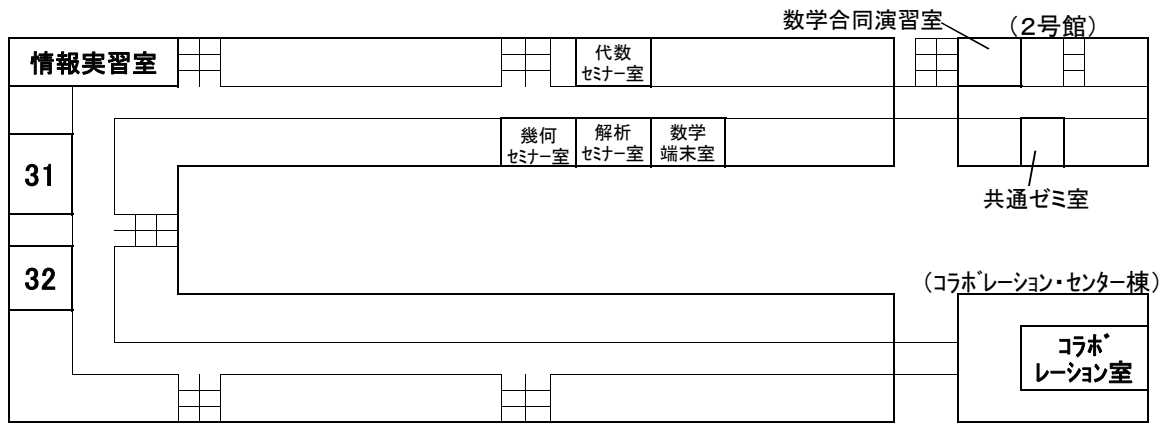 数学合同演習室
（２号館）
情報実習室
代数
ｾﾐﾅｰ室
幾何
ｾﾐﾅｰ室
解析
ｾﾐﾅｰ室
数学
端末室
31
共通ゼミ室
32
（ｺﾗﾎﾞﾚｰｼｮﾝ・ｾﾝﾀｰ棟）
ｺﾗﾎﾞ
ﾚｰｼｮﾝ室